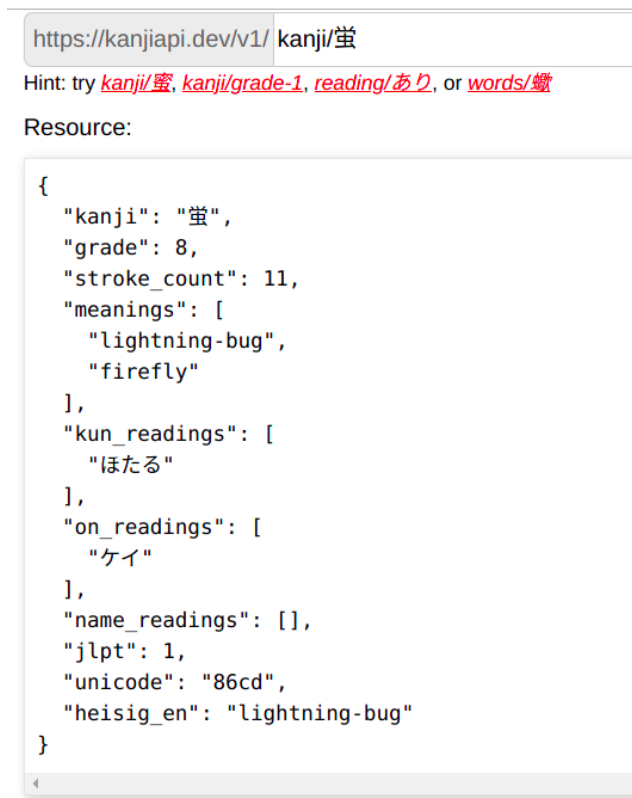 https://kanjiapi.dev/v1/ kanji/蛍
Hint: try kanji/蜜, kanji/grade-1, reading/あり, or words/蠍
Resource:
{
"kanji": "蛍",
"grade": 8,
"stroke_count": 11,
"meanings": [
"lightning-bug",
"firefly"
],
"kun_readings": [
"ほたる"
],
"on_readings": [
"ケイ"
],
"name_readings": [],
"jlpt": 1,
"unicode": "86cd",
"heisig_en": "lightning-bug"
}